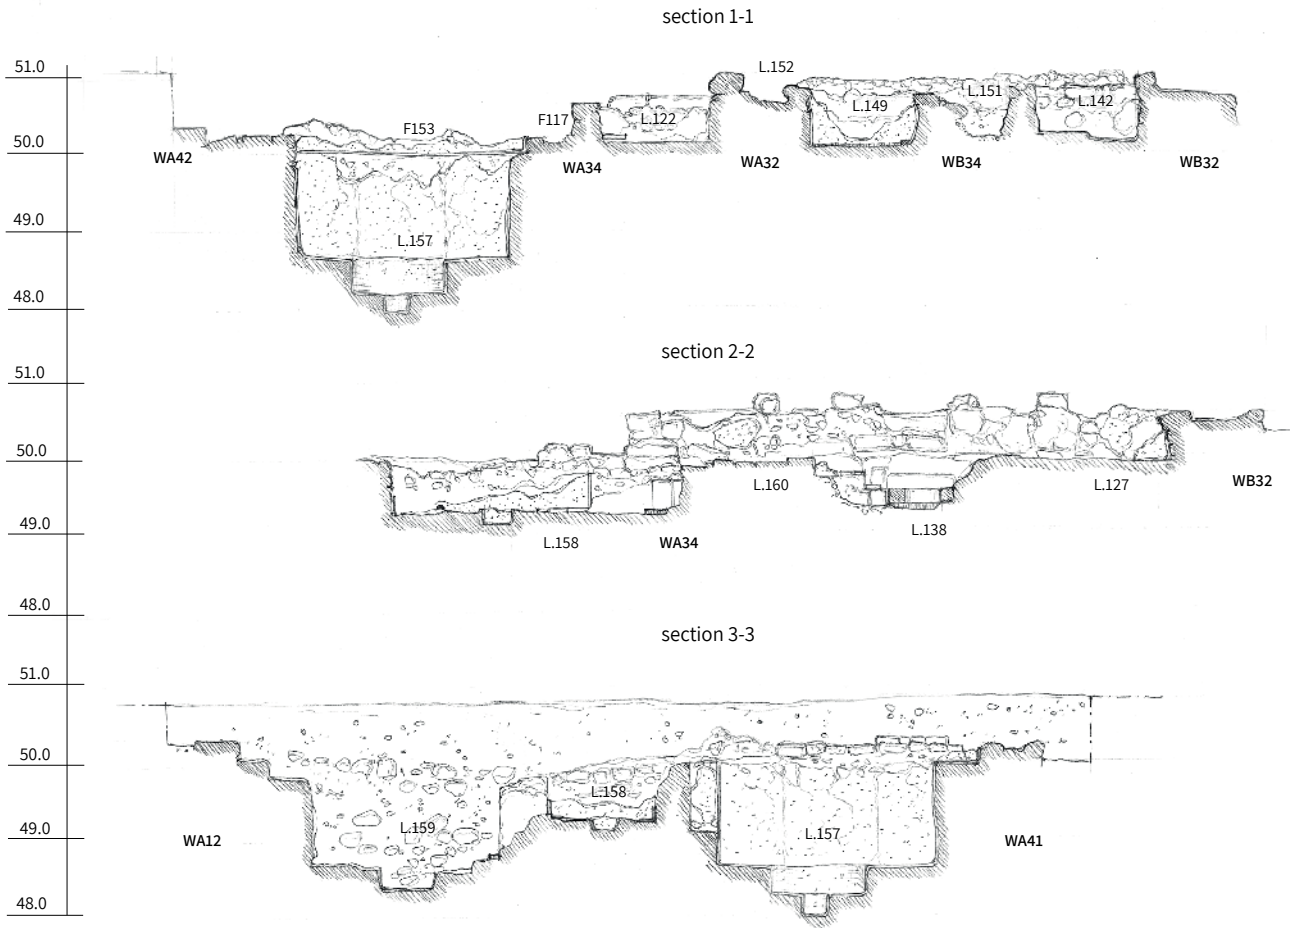 section 1-1
51.0
50.0
49.0
48.0
L.152
F153
F117
L.122
L.149
L.151
L.142
WA42
WA34
WA32
WB34
WB32
L.157
section 2-2
51.0
50.0
49.0
48.0
L.160
L.127
WB32
L.158
WA34
L.138
section 3-3
51.0
50.0
49.0
48.0
L.158
L.159
L.157
WA12
WA41